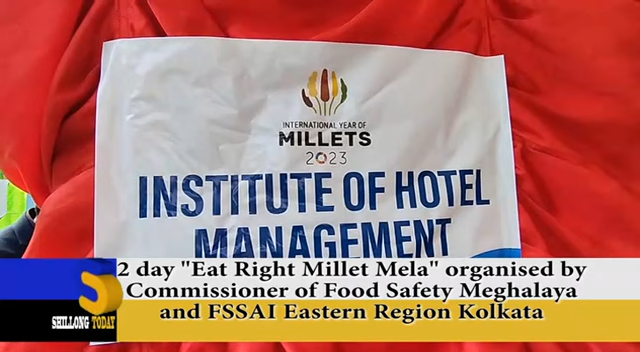 INTERNATIONAL YEAR OF
MILLETS
2023
INSTITUTE OF HOTEL
MANAGEMENT
2 day "Eat Right Millet Mela" organised by
Commissioner of Food Safety Meghalaya
and FSSAI Eastern Region Kolkata
SHILLONG TODAY